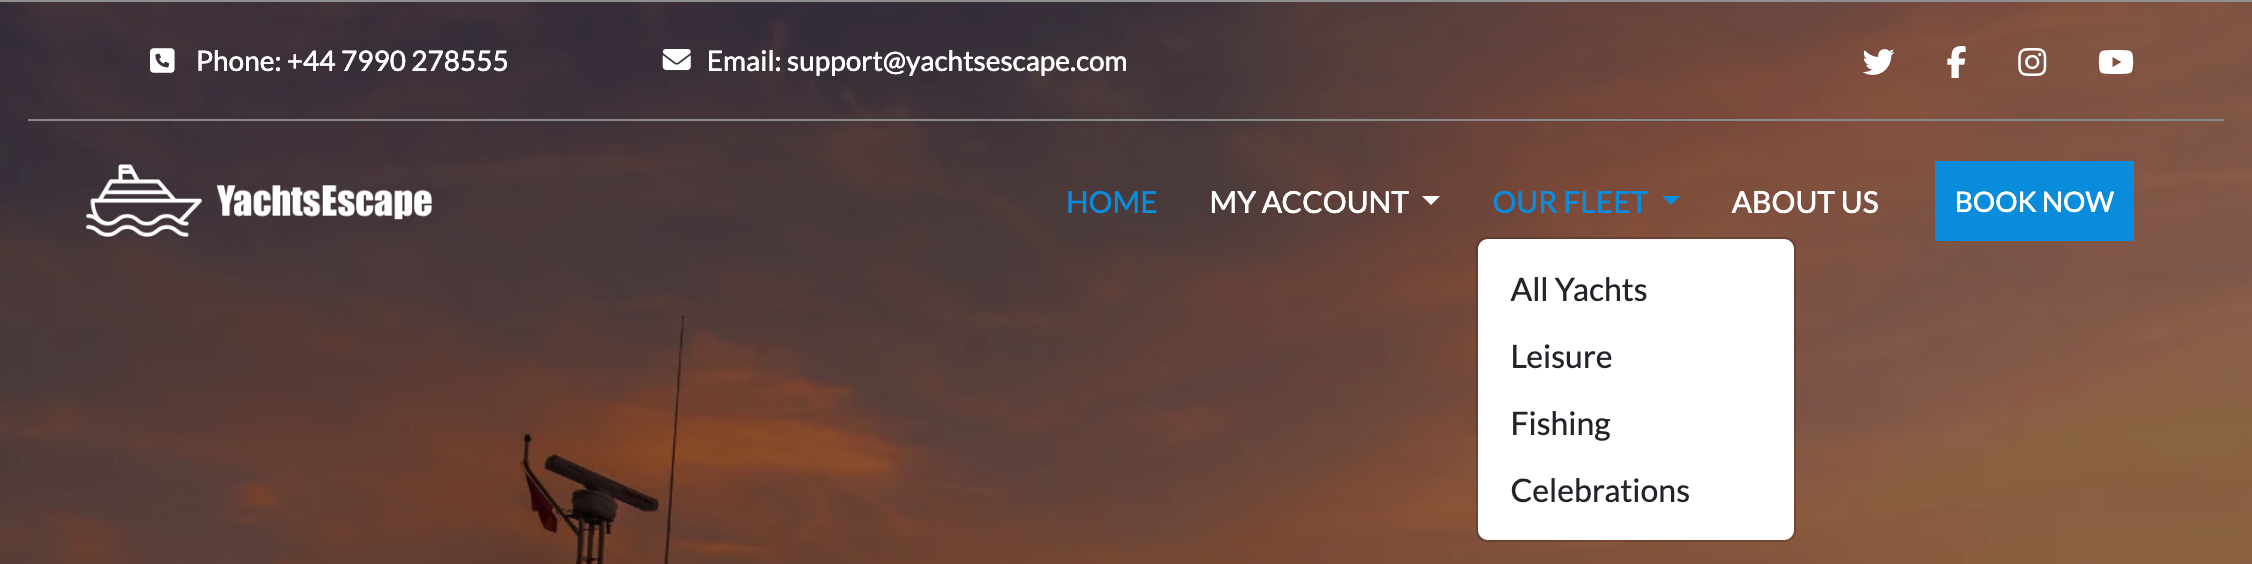 Phone: +44 7990 278555
Email: support@yachtsescape.com
YachtsEscape
HOME
MY ACCOUNT
OUR FLEET
ABOUT US
BOOK NOW
All Yachts
Leisure
Fishing
Celebrations